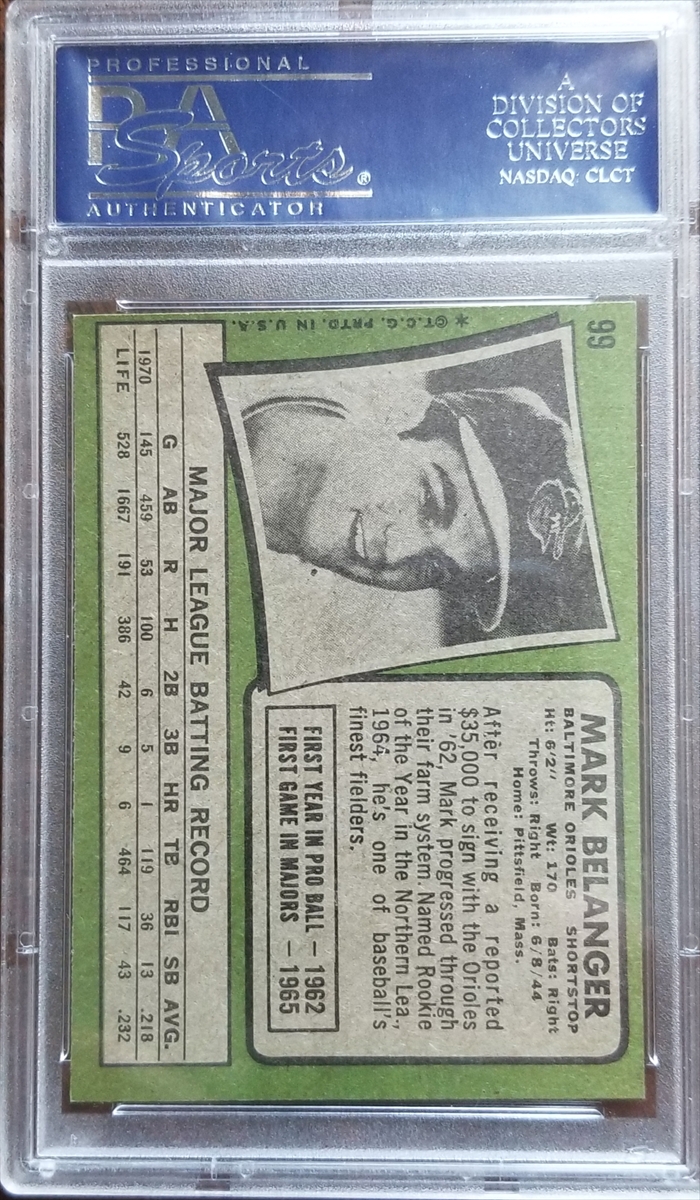 PROFESSIONAL
PSA
Sports®
AUTHENTICATOR
A
DIVISION OF
COLLECTORS
UNIVERSE
NASDAQ: CLCT
99
✶©T.C.G. PRTD. IN U.S.A.
MARK BELANGER
BALTIMORE ORIOLES SHORTSTOP
Ht: 6'2" Wt: 170 Bats: Right
Throws: Right Born: 6/8/44
Home: Pittsfield, Mass.
After receiving a reported
$35,000 to sign with the Orioles
in '62, Mark progressed through
their farm system. Named Rookie
of the Year in the Northern Lea.,
1964, he's one of baseball's
finest fielders.
FIRST YEAR IN PRO BALL — 1962
FIRST GAME IN MAJORS — 1965
MAJOR LEAGUE BATTING RECORD
G AB R H 2B 3B HR TB RBI SB AVG.
1970 145 459 53 100 6 5 1 119 36 13 .218
LIFE 528 1667 191 386 42 9 6 464 117 43 .232